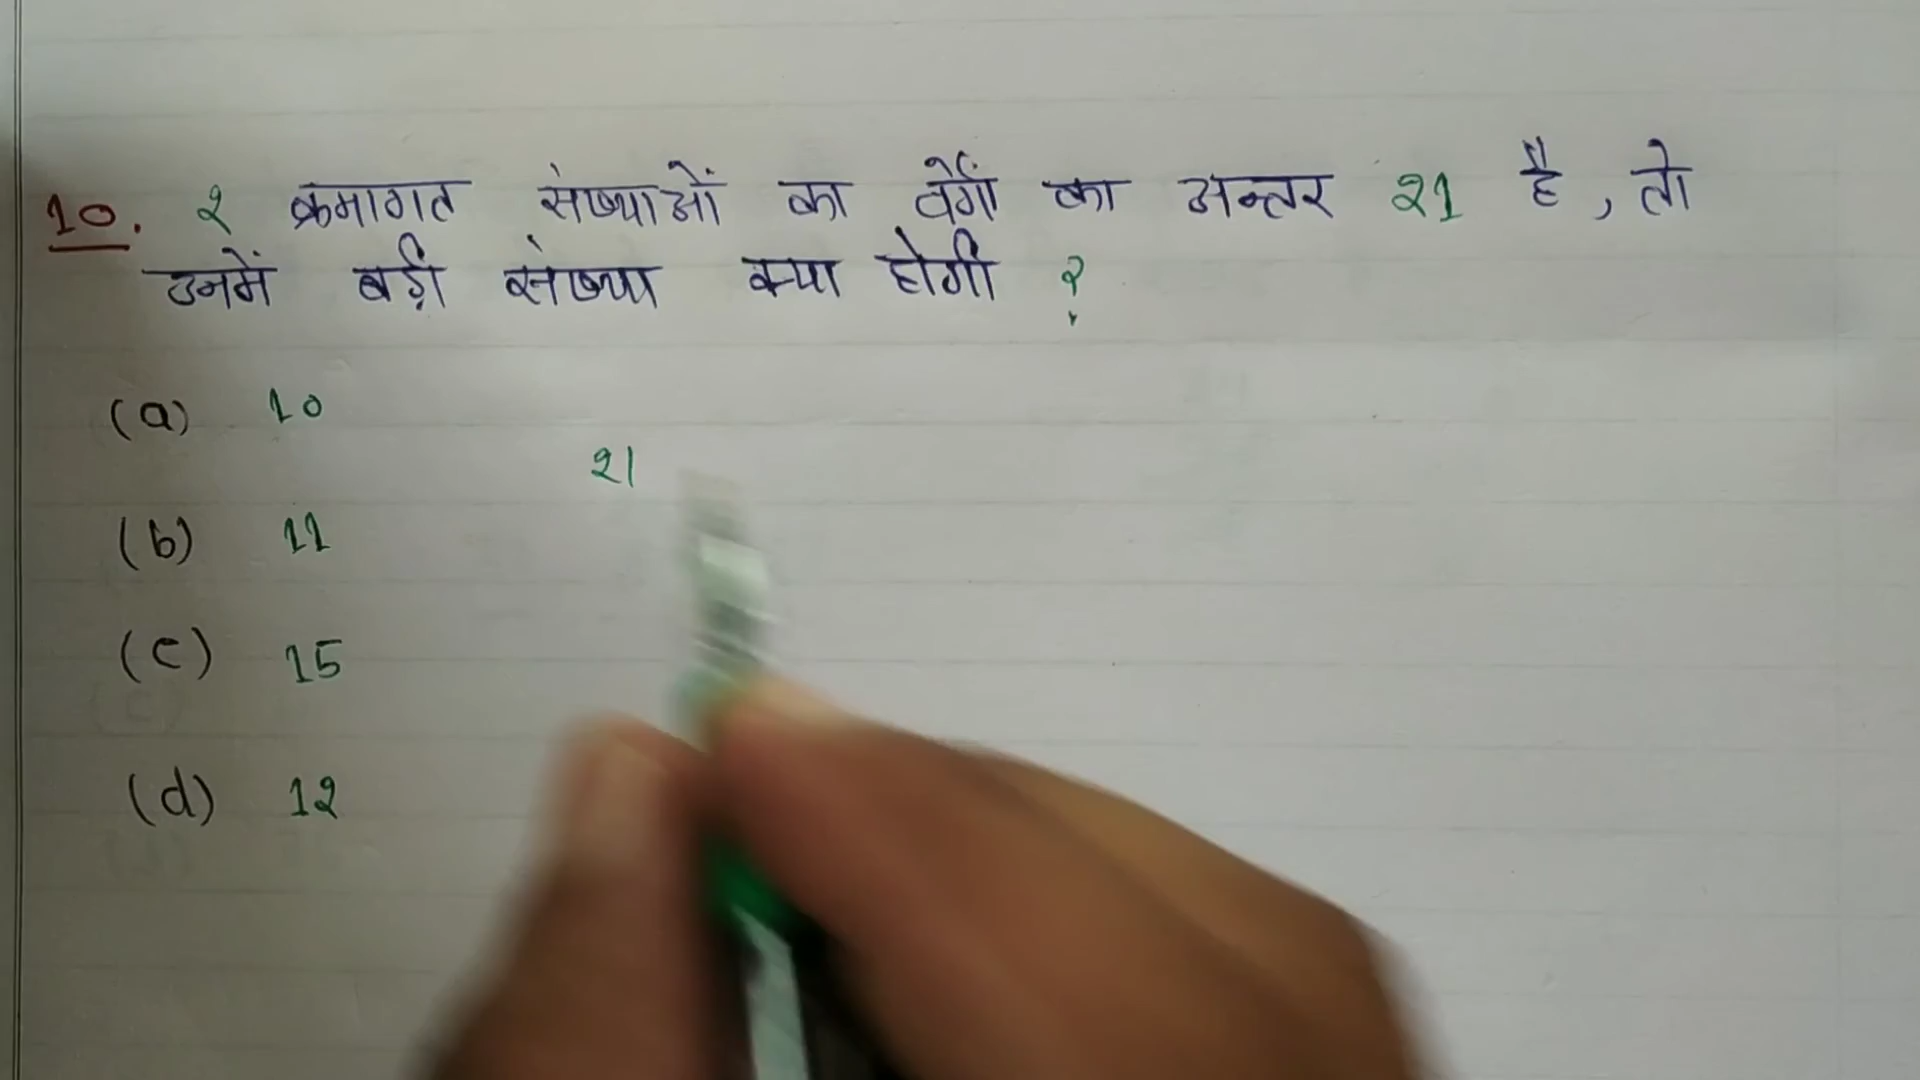 10. 2 क्रमागत संख्याओं का वर्गों का अन्तर 21 है, तो
उनमें बड़ी संख्या क्या होगी ?
(a) 10
21
(b) 11
(c) 15
(d) 12